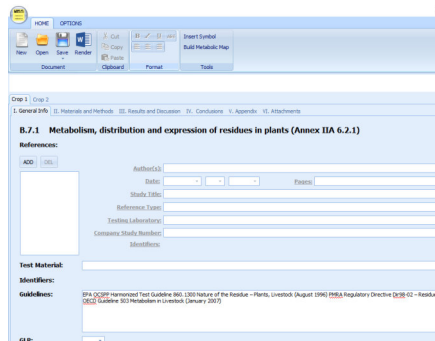 HOME OPTIONS
New Open Save Render
Cut
Copy
Paste
Insert Symbol
Build Metabolic Map
Document Clipboard Format Tools
Crop 1 Crop 2
I. General Info II. Materials and Methods III. Results and Discussion IV. Conclusions V. Appendix VI. Attachments
B.7.1 Metabolism, distribution and expression of residues in plants (Annex IIA 6.2.1)
References:
ADD DEL
Author(s):
Date: Pages:
Study Title:
Reference Type:
Testing Laboratory:
Company Study Number:
Identifiers:
Test Material:
Identifiers:
Guidelines:
EPA OCSPP Harmonized Test Guideline 860.1300 Nature of the Residue – Plants, Livestock (August 1996) PMRA Regulatory Directive Dir98-02 – Residu
OECD Guideline 503 Metabolism in Livestock (January 2007)
GLP: